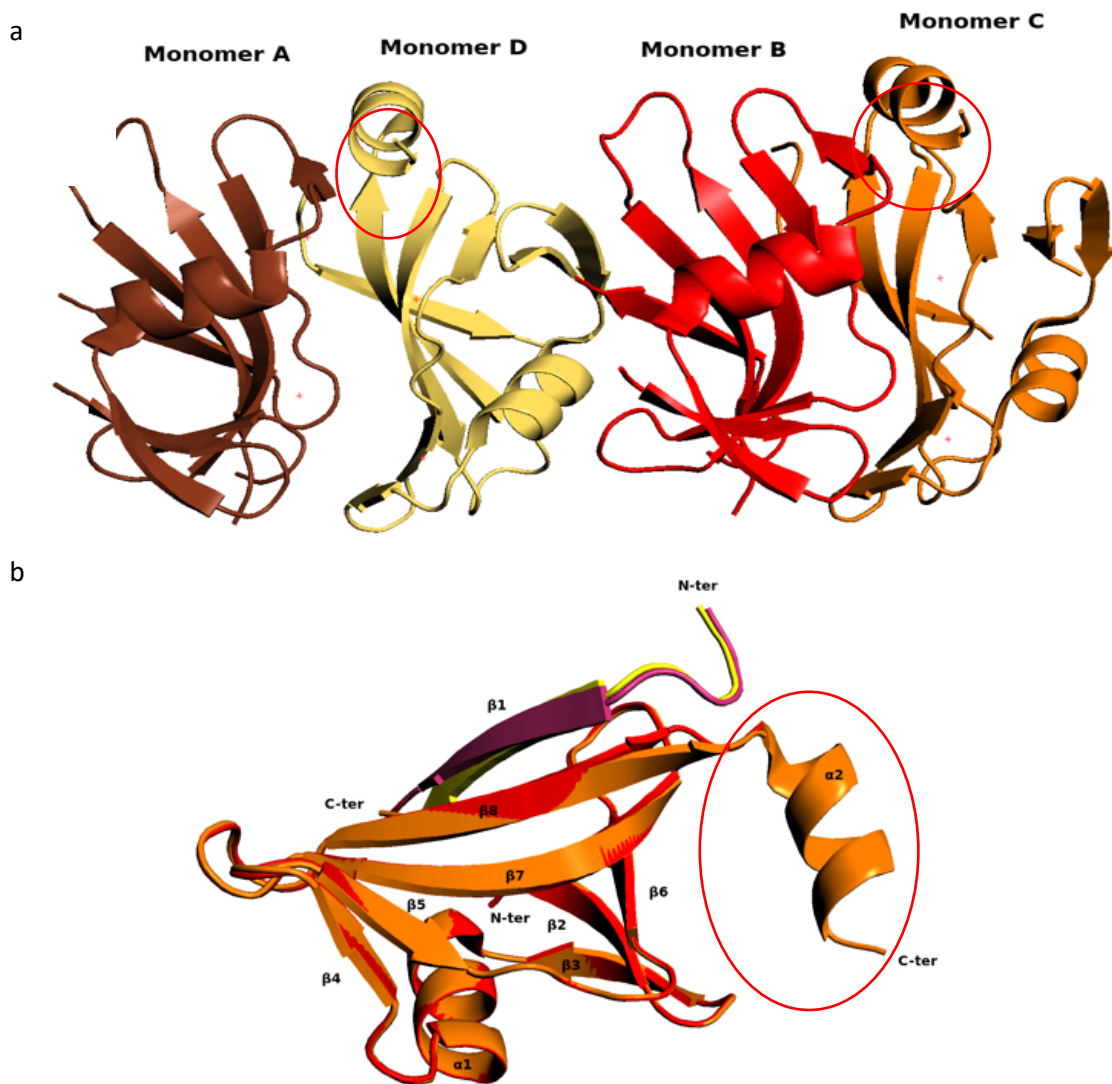 a
Monomer A
Monomer D
Monomer B
Monomer C
b
N-ter
β1
α2
C-ter
β8
β7
β5
β6
N-ter
β2
β3
β4
C-ter
α1